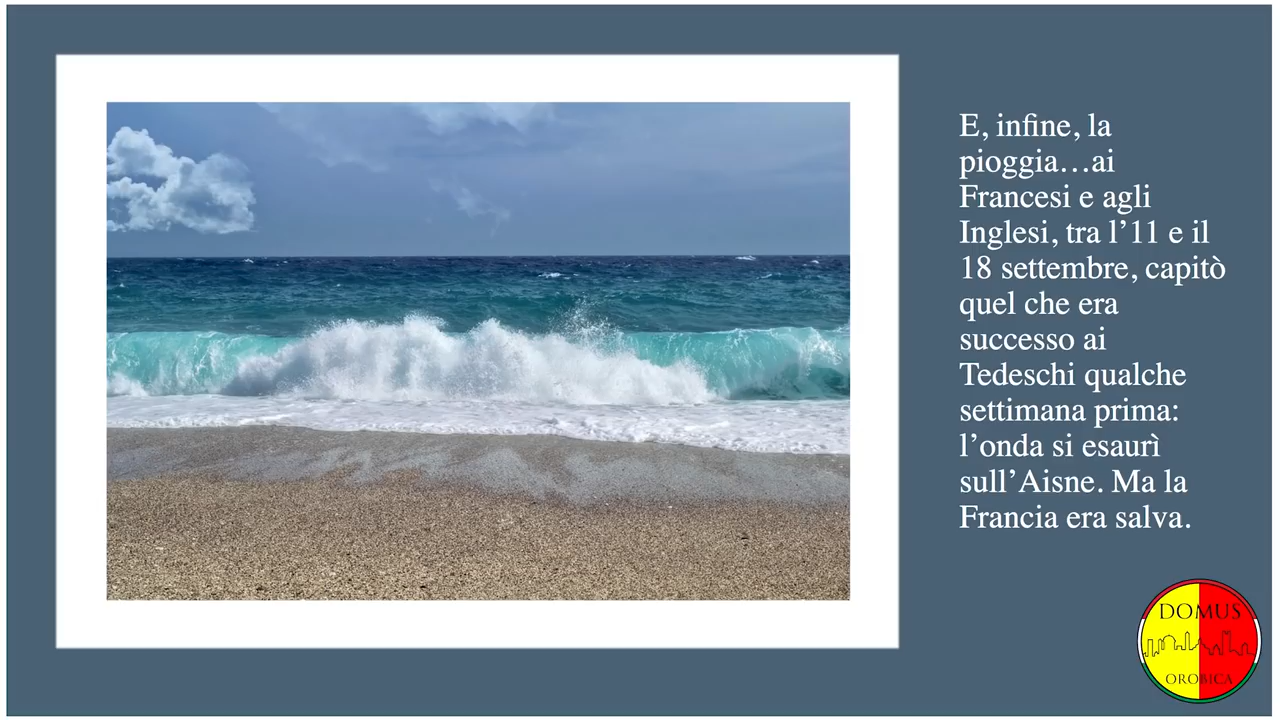 E, infine, la
pioggia…ai
Francesi e agli
Inglesi, tra l’11 e il
18 settembre, capitò
quel che era
successo ai
Tedeschi qualche
settimana prima:
l’onda si esaurì
sull’Aisne. Ma la
Francia era salva.
DOMUS
OROBICA